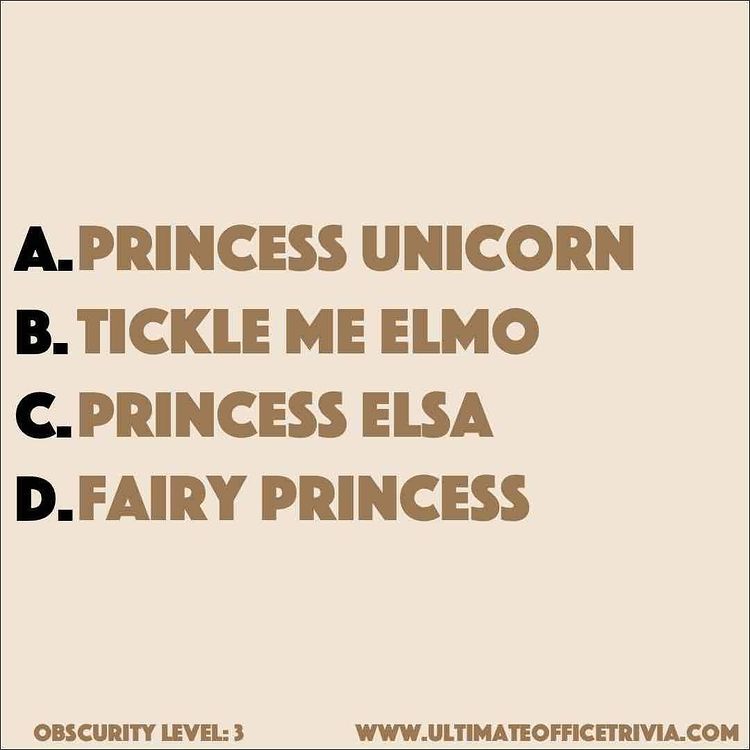 A. PRINCESS UNICORN
B. TICKLE ME ELMO
C. PRINCESS ELSA
D. FAIRY PRINCESS
OBSCURITY LEVEL: 3 WWW.ULTIMATEOFFICETRIVIA.COM